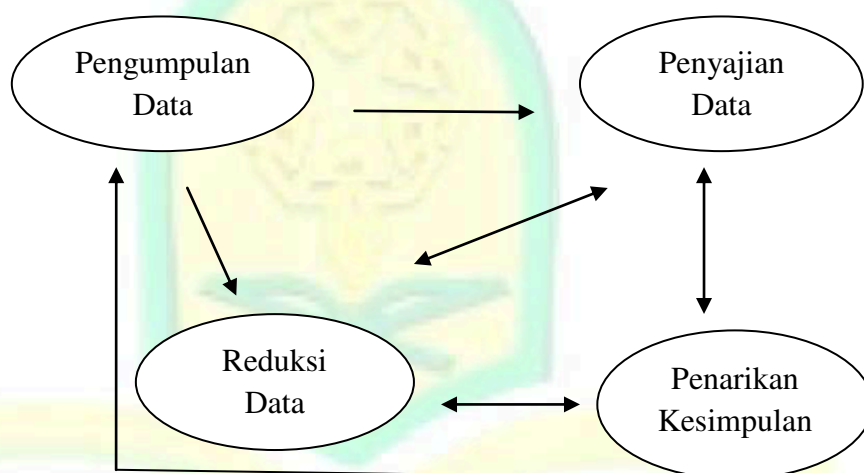 Pengumpulan
Data
Penyajian
Data
Reduksi
Data
Penarikan
Kesimpulan